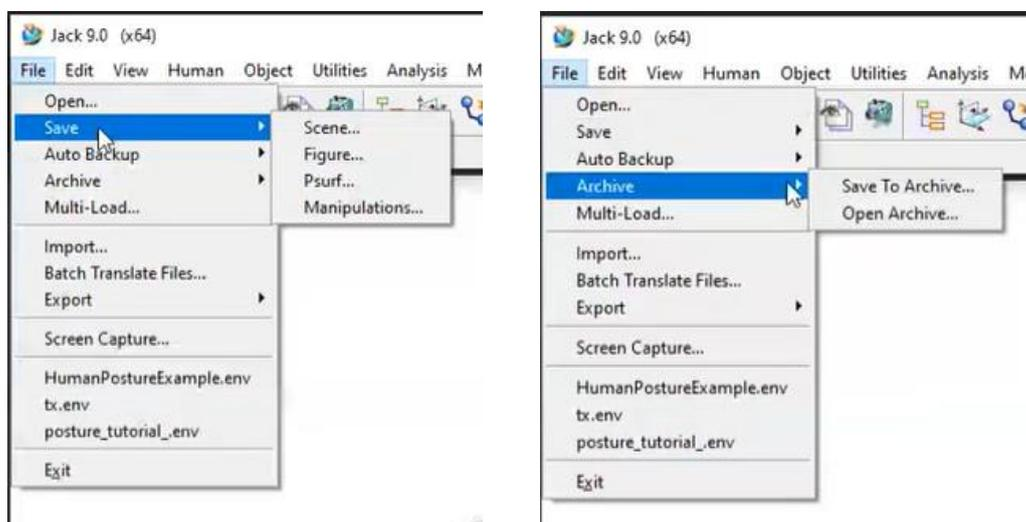 Jack 9.0 (x64)
File Edit View Human Object Utilities Analysis M
Open...
Save
Auto Backup
Archive
Multi-Load...
Import...
Batch Translate Files...
Export
Screen Capture...
HumanPostureExample.env
tx.env
posture_tutorial_.env
Exit
Scene...
Figure...
Psurf...
Manipulations...
Jack 9.0 (x64)
File Edit View Human Object Utilities Analysis M
Open...
Save
Auto Backup
Archive
Multi-Load...
Import...
Batch Translate Files...
Export
Screen Capture...
HumanPostureExample.env
tx.env
posture_tutorial_.env
Exit
Save To Archive...
Open Archive...